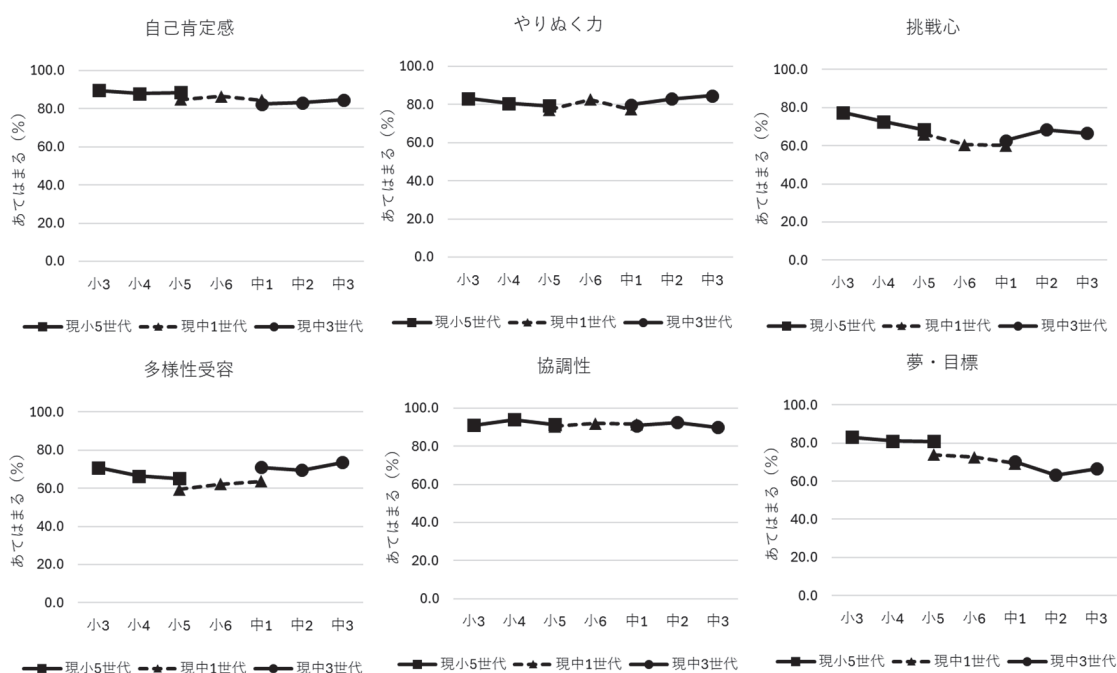 自己肯定感
あてはまる（%）
100.0
80.0
60.0
40.0
20.0
0.0
小3 小4 小5 小6 中1 中2 中3
現小5世代 現中1世代 現中3世代
やりぬく力
あてはまる（%）
100.0
80.0
60.0
40.0
20.0
0.0
小3 小4 小5 小6 中1 中2 中3
現小5世代 現中1世代 現中3世代
挑戦心
あてはまる（%）
100.0
80.0
60.0
40.0
20.0
0.0
小3 小4 小5 小6 中1 中2 中3
現小5世代 現中1世代 現中3世代
多様性受容
あてはまる（%）
100.0
80.0
60.0
40.0
20.0
0.0
小3 小4 小5 小6 中1 中2 中3
現小5世代 現中1世代 現中3世代
協調性
あてはまる（%）
100.0
80.0
60.0
40.0
20.0
0.0
小3 小4 小5 小6 中1 中2 中3
現小5世代 現中1世代 現中3世代
夢・目標
あてはまる（%）
100.0
80.0
60.0
40.0
20.0
0.0
小3 小4 小5 小6 中1 中2 中3
現小5世代 現中1世代 現中3世代